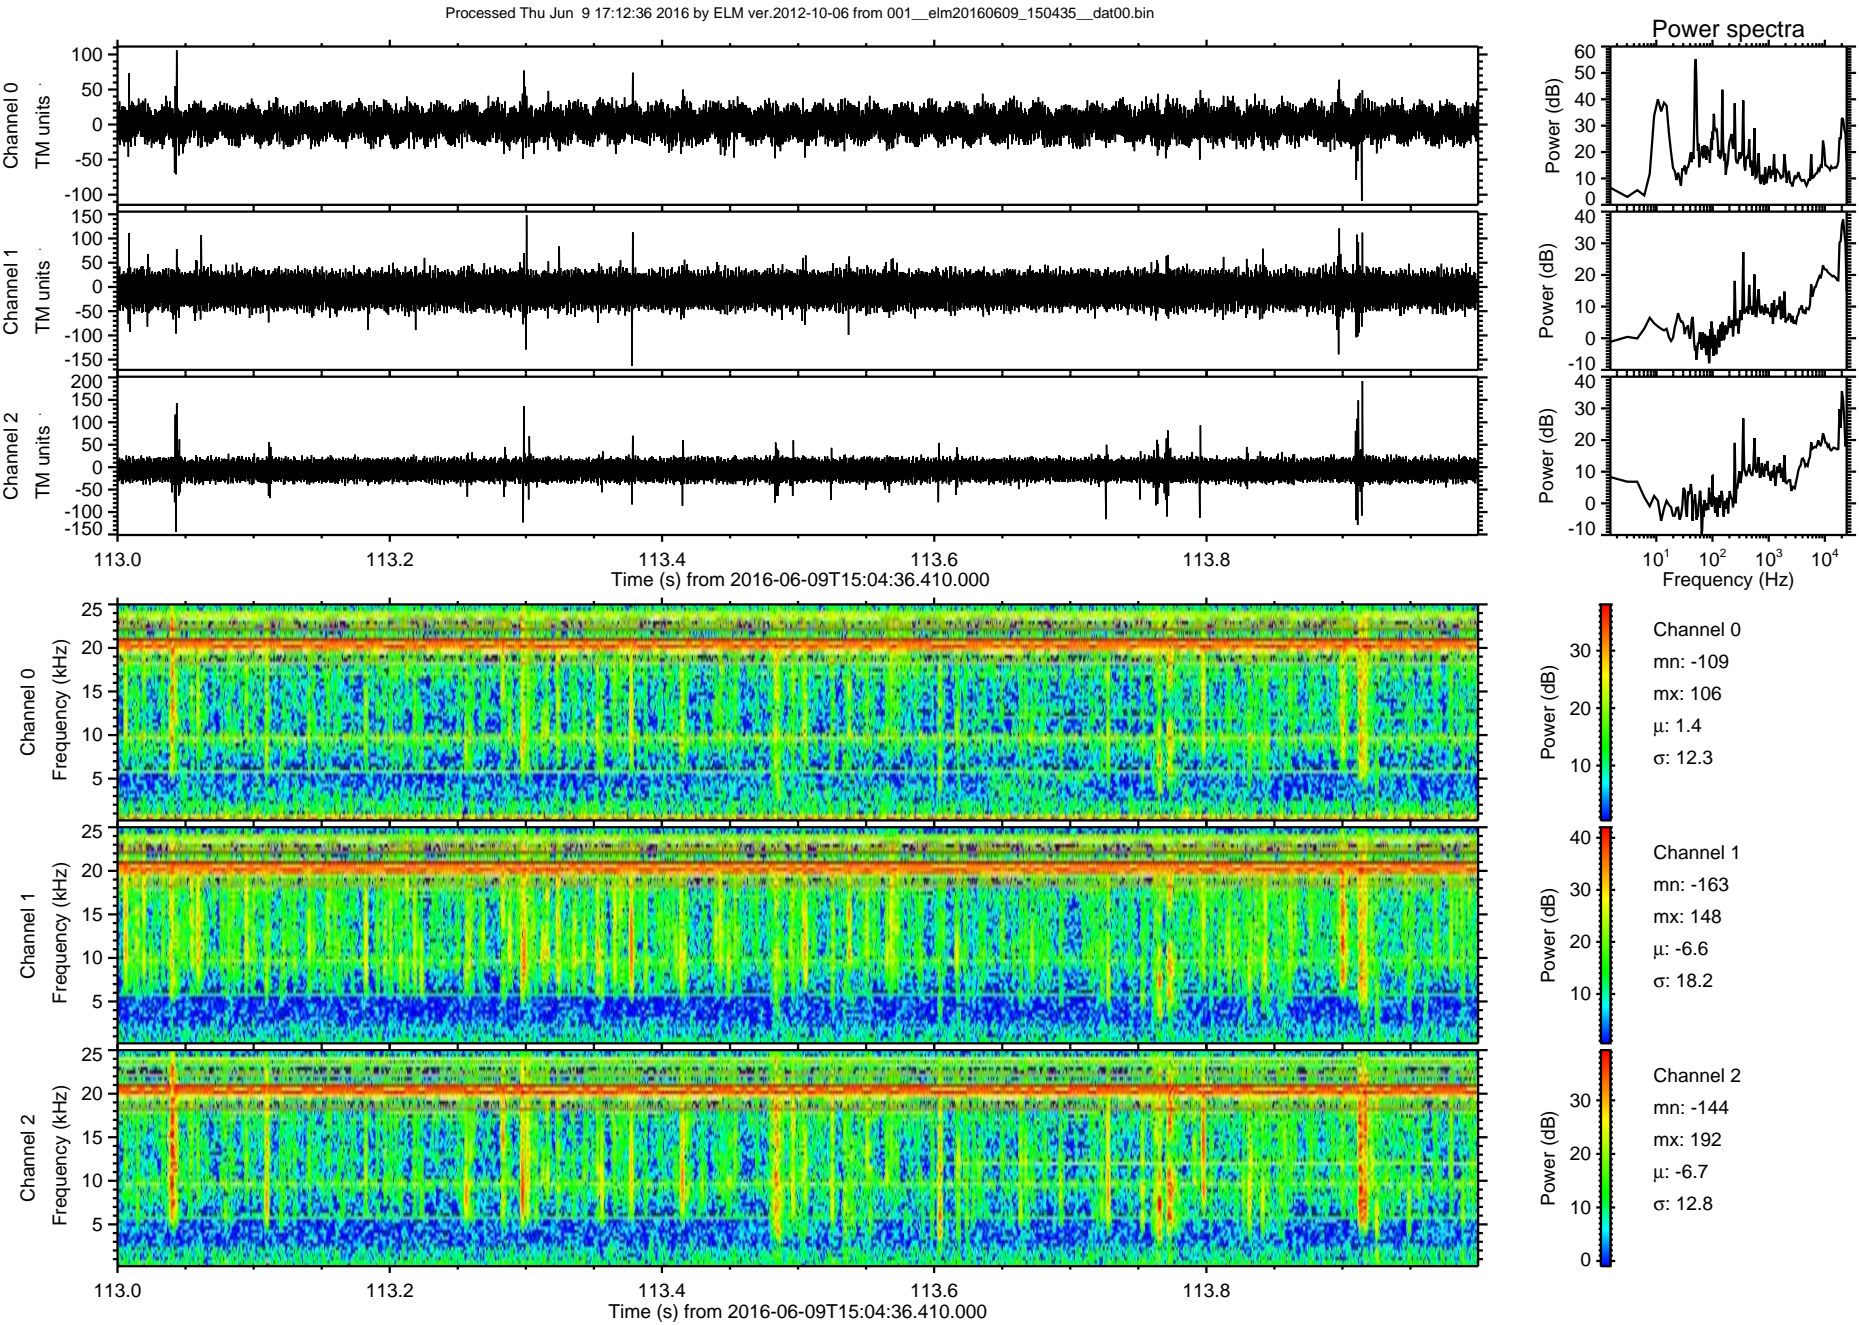 Processed Thu Jun  9 17:12:36 2016 by ELM ver.2012-10-06 from 001__elm20160609_150435__dat00.bin
Power spectra
Channel 0
TM units
100
50
0
-50
-100
Power (dB)
60
50
40
30
20
10
0
Channel 1
TM units
150
100
50
0
-50
-100
-150
Power (dB)
40
30
20
10
0
-10
Channel 2
TM units
200
150
100
50
0
-50
-100
-150
Power (dB)
40
30
20
10
0
-10
113.0 113.2 113.4 113.6 113.8
Time (s) from 2016-06-09T15:04:36.410.000
10¹ 10² 10³ 10⁴
Frequency (Hz)
Channel 0
Frequency (kHz)
25
20
15
10
5
Power (dB)
30
20
10
Channel 0
mn: -109
mx: 106
μ: 1.4
σ: 12.3
Channel 1
Frequency (kHz)
25
20
15
10
5
Power (dB)
40
30
20
10
Channel 1
mn: -163
mx: 148
μ: -6.6
σ: 18.2
Channel 2
Frequency (kHz)
25
20
15
10
5
Power (dB)
30
20
10
0
Channel 2
mn: -144
mx: 192
μ: -6.7
σ: 12.8
113.0 113.2 113.4 113.6 113.8
Time (s) from 2016-06-09T15:04:36.410.000